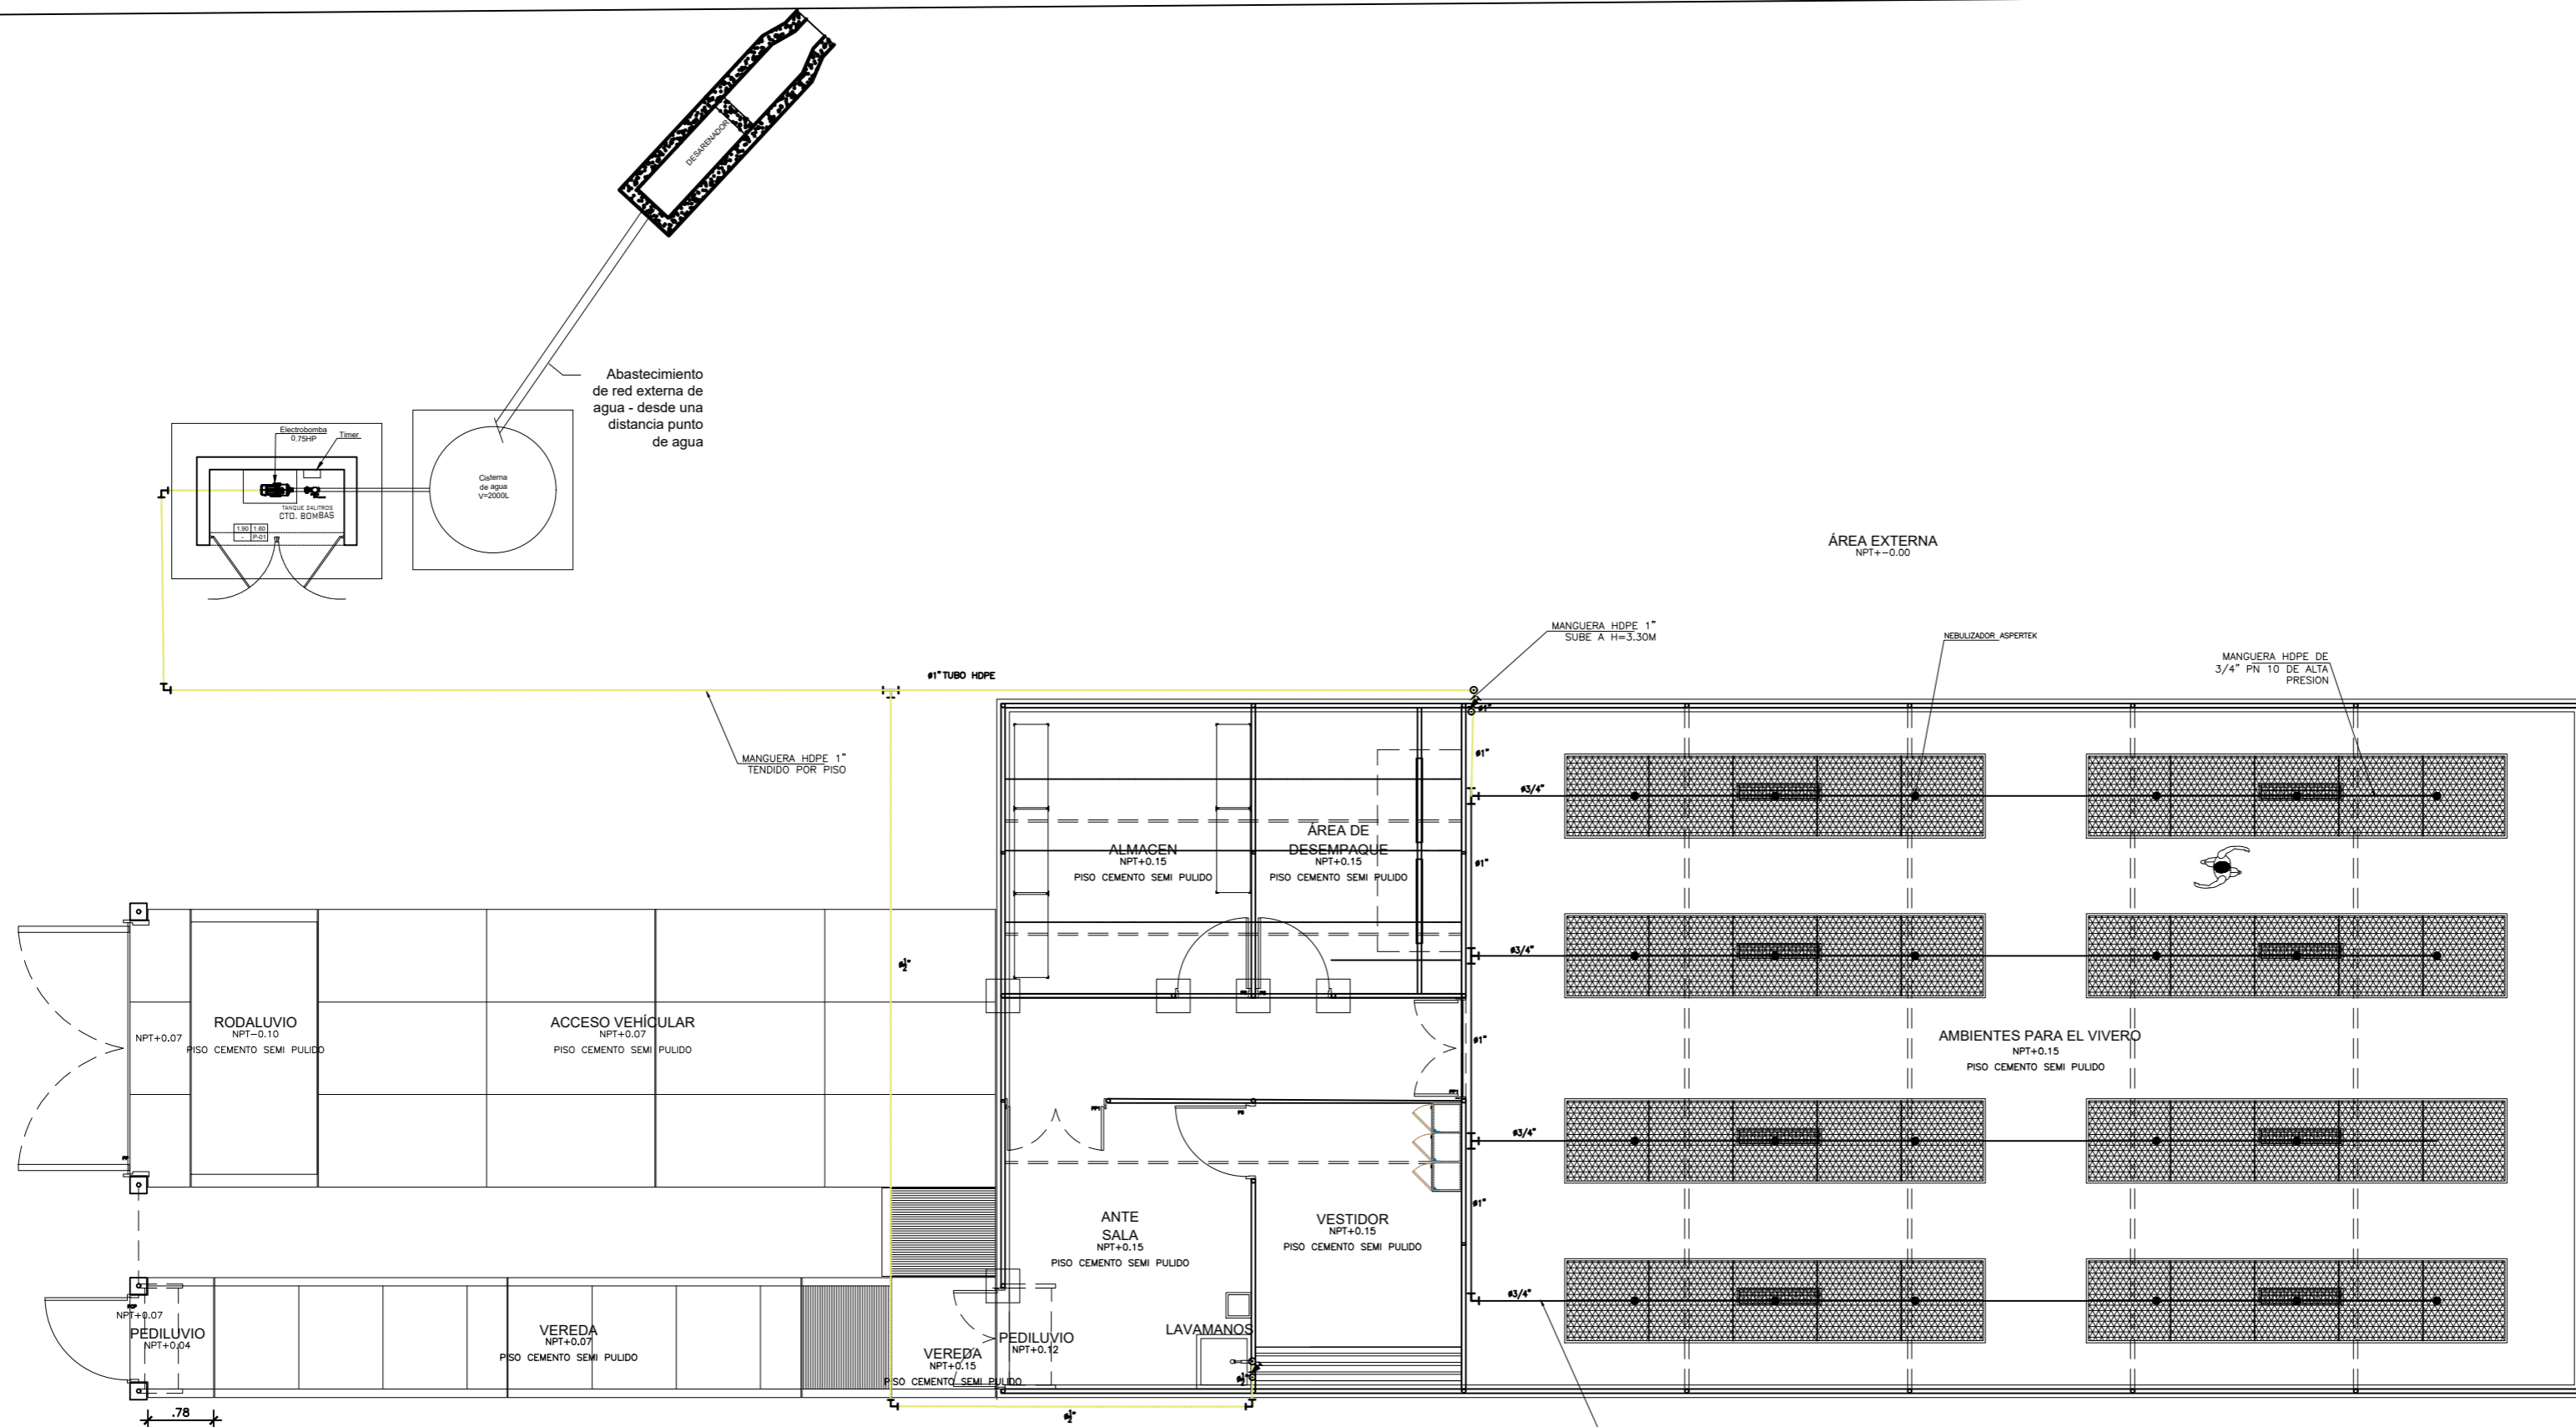 DESARENADOR
Abastecimiento
de red externa de
agua - desde una
distancia punto
de agua
Electrobomba
0.75HP
Timer
Cisterna
de agua
V=2000L
TANQUE 24LITROS
CTO. BOMBAS
1.90 1.60
- P-01
ÁREA EXTERNA
NPT+-0.00
MANGUERA HDPE 1"
SUBE A H=3.30M
NEBULIZADOR ASPERTEK
MANGUERA HDPE DE
3/4" PN 10 DE ALTA
PRESION
ø1" TUBO HDPE
MANGUERA HDPE 1"
TENDIDO POR PISO
ø1"
ø1"
ø3/4"
ALMACEN
NPT+0.15
PISO CEMENTO SEMI PULIDO
ÁREA DE
DESEMPAQUE
NPT+0.15
PISO CEMENTO SEMI PULIDO
ø1"
ø3/4"
ø1/2"
RODALUVIO
NPT-0.10
PISO CEMENTO SEMI PULIDO
NPT+0.07
ACCESO VEHÍCULAR
NPT+0.07
PISO CEMENTO SEMI PULIDO
ø1"
AMBIENTES PARA EL VIVERO
NPT+0.15
PISO CEMENTO SEMI PULIDO
ø3/4"
ø1"
ANTE
SALA
NPT+0.15
PISO CEMENTO SEMI PULIDO
VESTIDOR
NPT+0.15
PISO CEMENTO SEMI PULIDO
ø3/4"
NPT+0.07
PEDILUVIO
NPT+0.04
VEREDA
NPT+0.07
PISO CEMENTO SEMI PULIDO
VEREDA
NPT+0.15
PISO CEMENTO SEMI PULIDO
PEDILUVIO
NPT+0.12
LAVAMANOS
ø1/2"
.78
ø1/2"